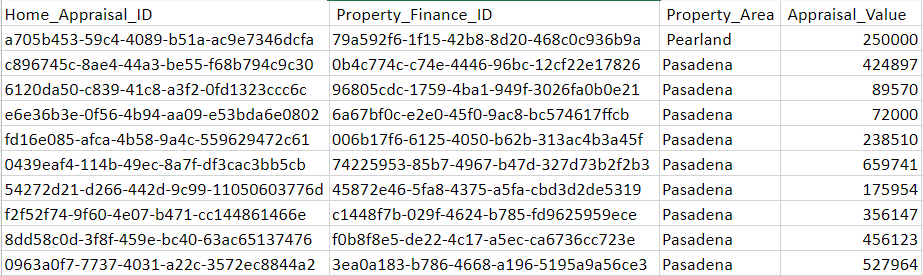 Home_Appraisal_ID Property_Finance_ID Property_Area Appraisal_Value
a705b453-59c4-4089-b51a-ac9e7346dcfa 79a592f6-1f15-42b8-8d20-468c0c936b9a Pearland 250000
c896745c-8ae4-44a3-be55-f68b794c9c30 0b4c774c-c74e-4446-96bc-12cf22e17826 Pasadena 424897
6120da50-c839-41c8-a3f2-0fd1323ccc6c 96805cdc-1759-4ba1-949f-3026fa0b0e21 Pasadena 89570
e6e36b3e-0f56-4b94-aa09-e53bda6e0802 6a67bf0c-e2e0-45f0-9ac8-bc574617ffcb Pasadena 72000
fd16e085-afca-4b58-9a4c-559629472c61 006b17f6-6125-4050-b62b-313ac4b3a45f Pasadena 238510
0439eaf4-114b-49ec-8a7f-df3cac3bb5cb 74225953-85b7-4967-b47d-327d73b2f2b3 Pasadena 659741
54272d21-d266-442d-9c99-11050603776d 45872e46-5fa8-4375-a5fa-cbd3d2de5319 Pasadena 175954
f2f52f74-9f60-4e07-b471-cc144861466e c1448f7b-029f-4624-b785-fd9625959ece Pasadena 356147
8dd58c0d-3f8f-459e-bc40-63ac65137476 f0b8f8e5-de22-4c17-a5ec-ca6736cc723e Pasadena 456123
0963a0f7-7737-4031-a22c-3572ec8844a2 3ea0a183-b786-4668-a196-5195a9a56ce3 Pasadena 527964